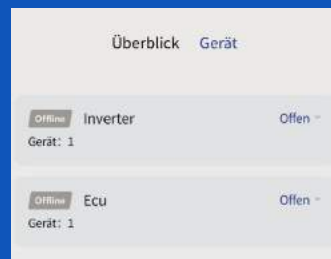 Überblick Gerät
Offline Inverter Offen
Gerät: 1
Offline Ecu Offen
Gerät: 1